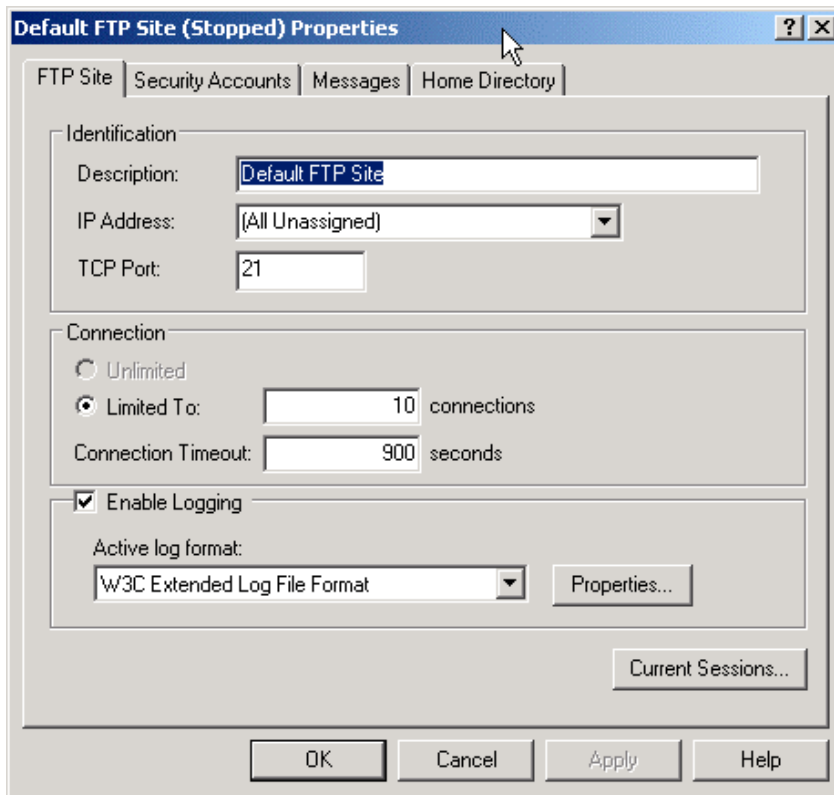 Default FTP Site (Stopped) Properties
FTP Site Security Accounts Messages Home Directory
Identification
Description: Default FTP Site
IP Address: (All Unassigned)
TCP Port: 21
Connection
Unlimited
Limited To: 10 connections
Connection Timeout: 900 seconds
Enable Logging
Active log format:
W3C Extended Log File Format Properties...
Current Sessions...
OK Cancel Apply Help